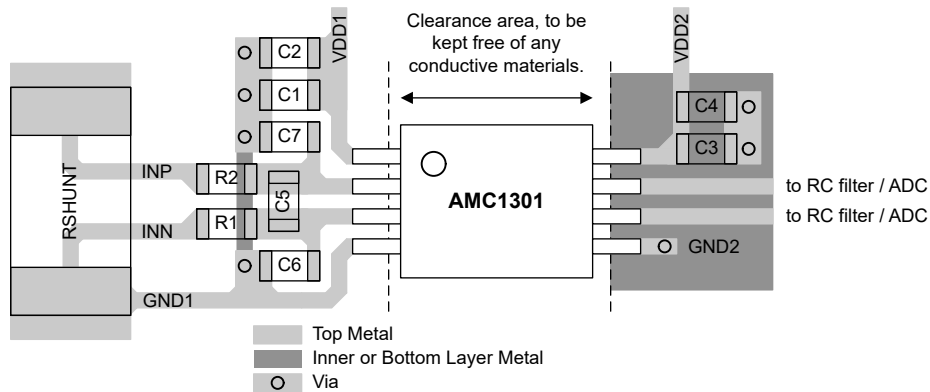 Clearance area, to be
kept free of any
conductive materials.
VDD1
VDD2
C2
C1
C7
C4
C3
INP
R2
C5
RSHUNT
AMC1301
to RC filter / ADC
INN
R1
to RC filter / ADC
C6
GND2
GND1
Top Metal
Inner or Bottom Layer Metal
Via